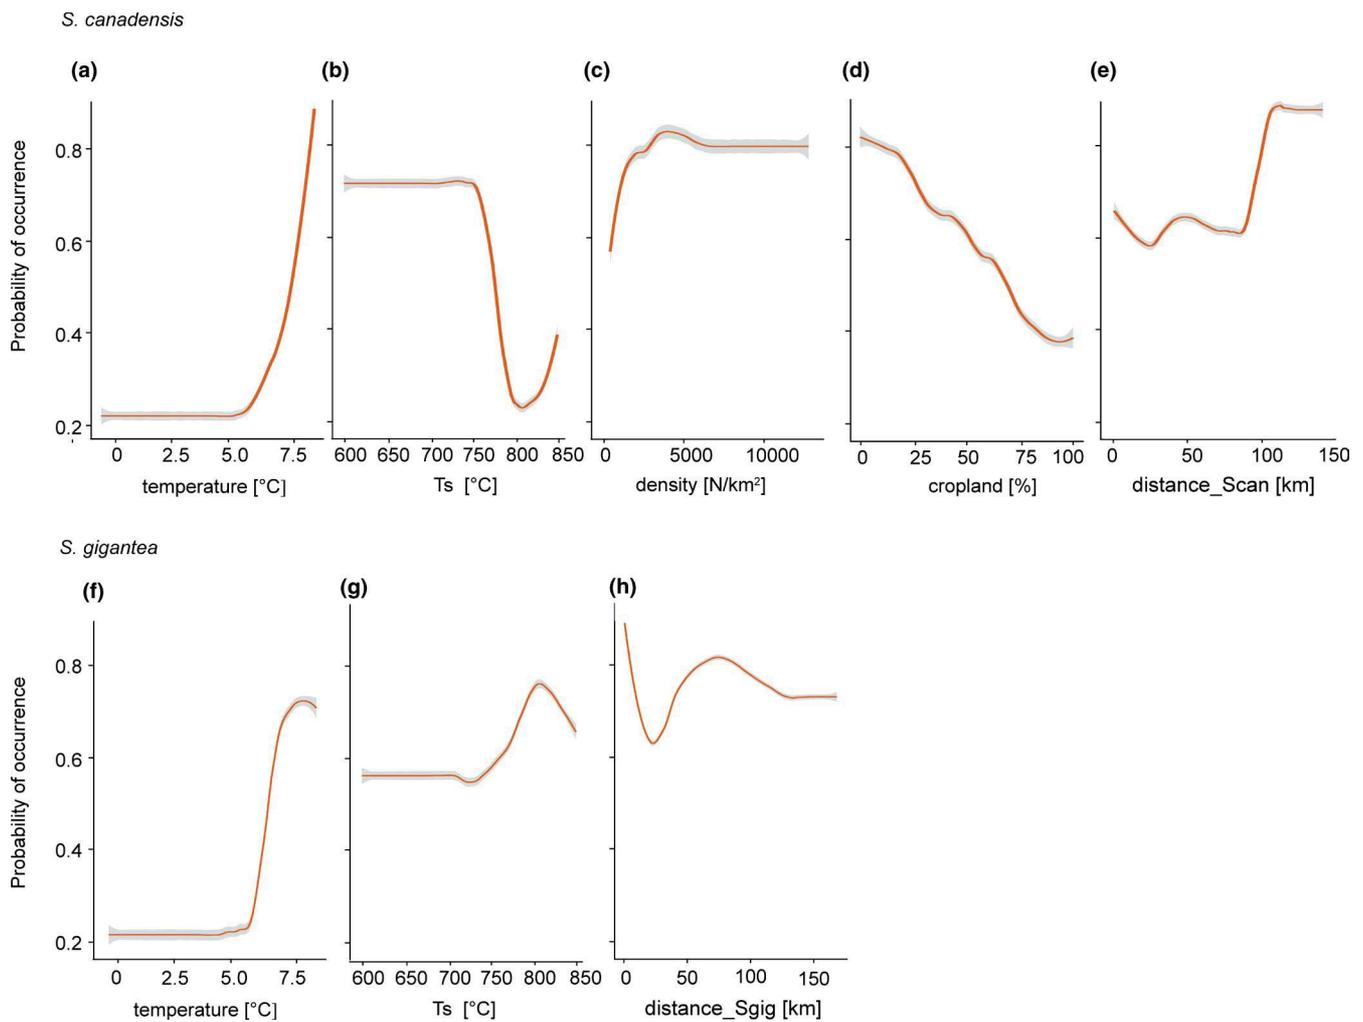 S. canadensis
(a) (b) (c) (d) (e)
Probability of occurrence
0.8
0.6
0.4
0.2
0 2.5 5.0 7.5
temperature [°C]
600 650 700 750 800 850
Ts [°C]
0 5000 10000
density [N/km²]
0 25 50 75 100
cropland [%]
0 50 100 150
distance_Scan [km]
S. gigantea
(f) (g) (h)
Probability of occurrence
0.8
0.6
0.4
0.2
0 2.5 5.0 7.5
temperature [°C]
600 650 700 750 800 850
Ts [°C]
0 50 100 150
distance_Sgig [km]